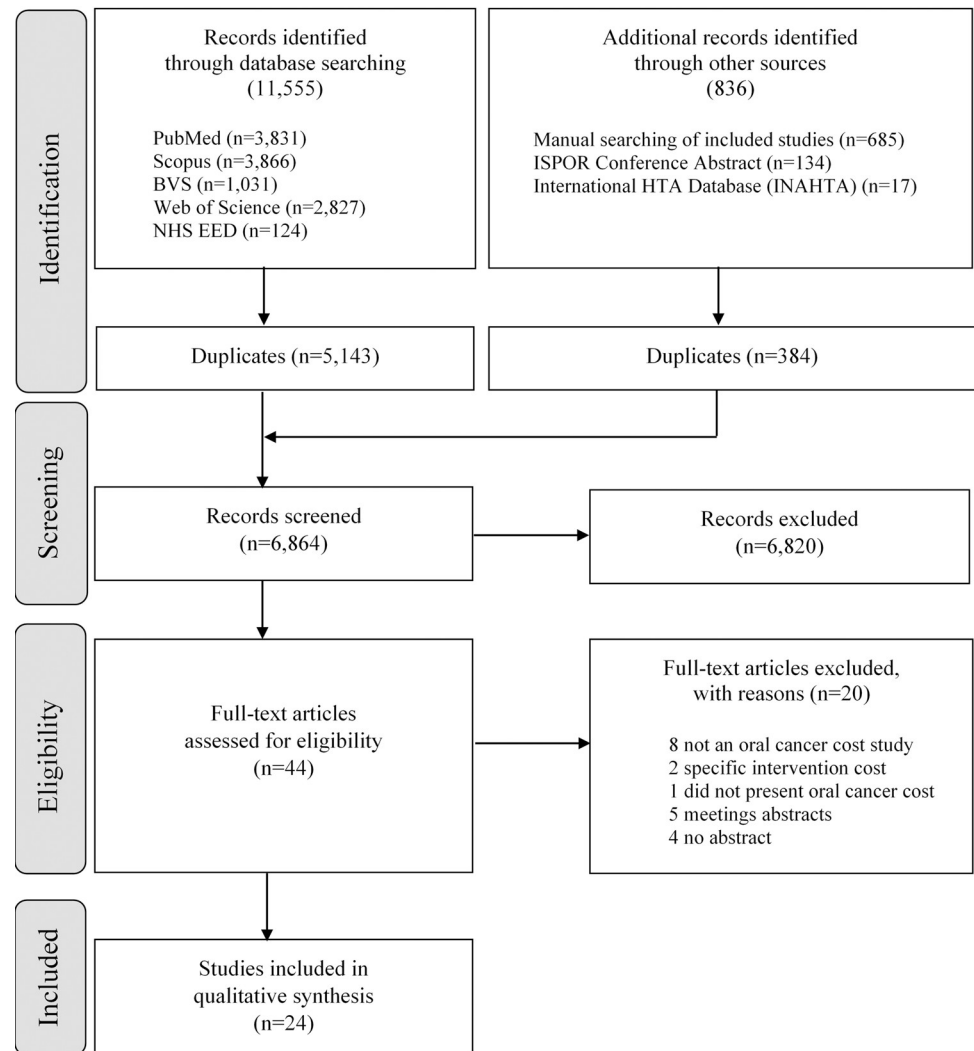 Identification
Records identified
through database searching
(11,555)
PubMed (n=3,831)
Scopus (n=3,866)
BVS (n=1,031)
Web of Science (n=2,827)
NHS EED (n=124)
Additional records identified
through other sources
(836)
Manual searching of included studies (n=685)
ISPOR Conference Abstract (n=134)
International HTA Database (INAHTA) (n=17)
Duplicates (n=5,143)
Duplicates (n=384)
Screening
Records screened
(n=6,864)
Records excluded
(n=6,820)
Eligibility
Full-text articles
assessed for eligibility
(n=44)
Full-text articles excluded,
with reasons (n=20)
8 not an oral cancer cost study
2 specific intervention cost
1 did not present oral cancer cost
5 meetings abstracts
4 no abstract
Included
Studies included in
qualitative synthesis
(n=24)